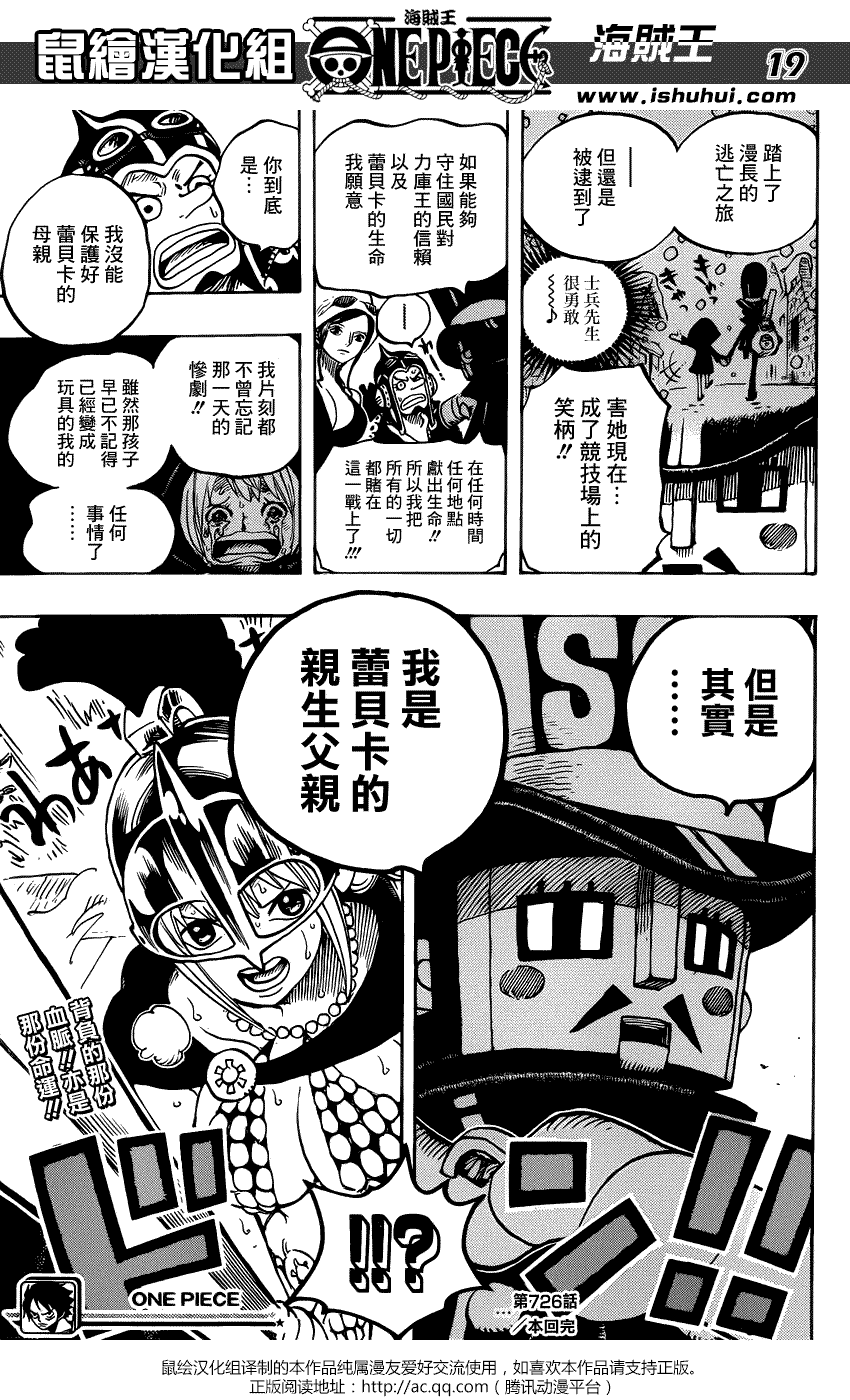 鼠繪漢化組
海賊王
ONE PIECE
海賊王
www.ishuhui.com
19
踏上了
漫長的
逃亡之旅
——
但還是
被逮到了
士兵先生
很勇敢
～～～♪
きゅっ
害她現在…
成了競技場上的
笑柄!!
如果能夠
守住國民對
力庫王的信賴
以及
蕾貝卡的生命
我願意
——
在任何時間
任何地點
獻出生命!!
所以我把
所有的一切
都賭在
這一戰上了!!!
你到底
是…
我沒能
保護好
蕾貝卡的
母親
我片刻都
不曾忘記
那一天的
慘劇!!
雖然那孩子
早已不記得
已經變成
玩具的我的
任何
事情了
……
但是
其實
……
我是
蕾貝卡的
親生父親
わあっ
背負的那份
血脈!!亦是
那份命運!!
ドン!!
!!?
ONE PIECE
第726話
…／本回完
鼠绘汉化组译制的本作品纯属漫友爱好交流使用，如喜欢本作品请支持正版。
正版阅读地址：http://ac.qq.com（腾讯动漫平台）